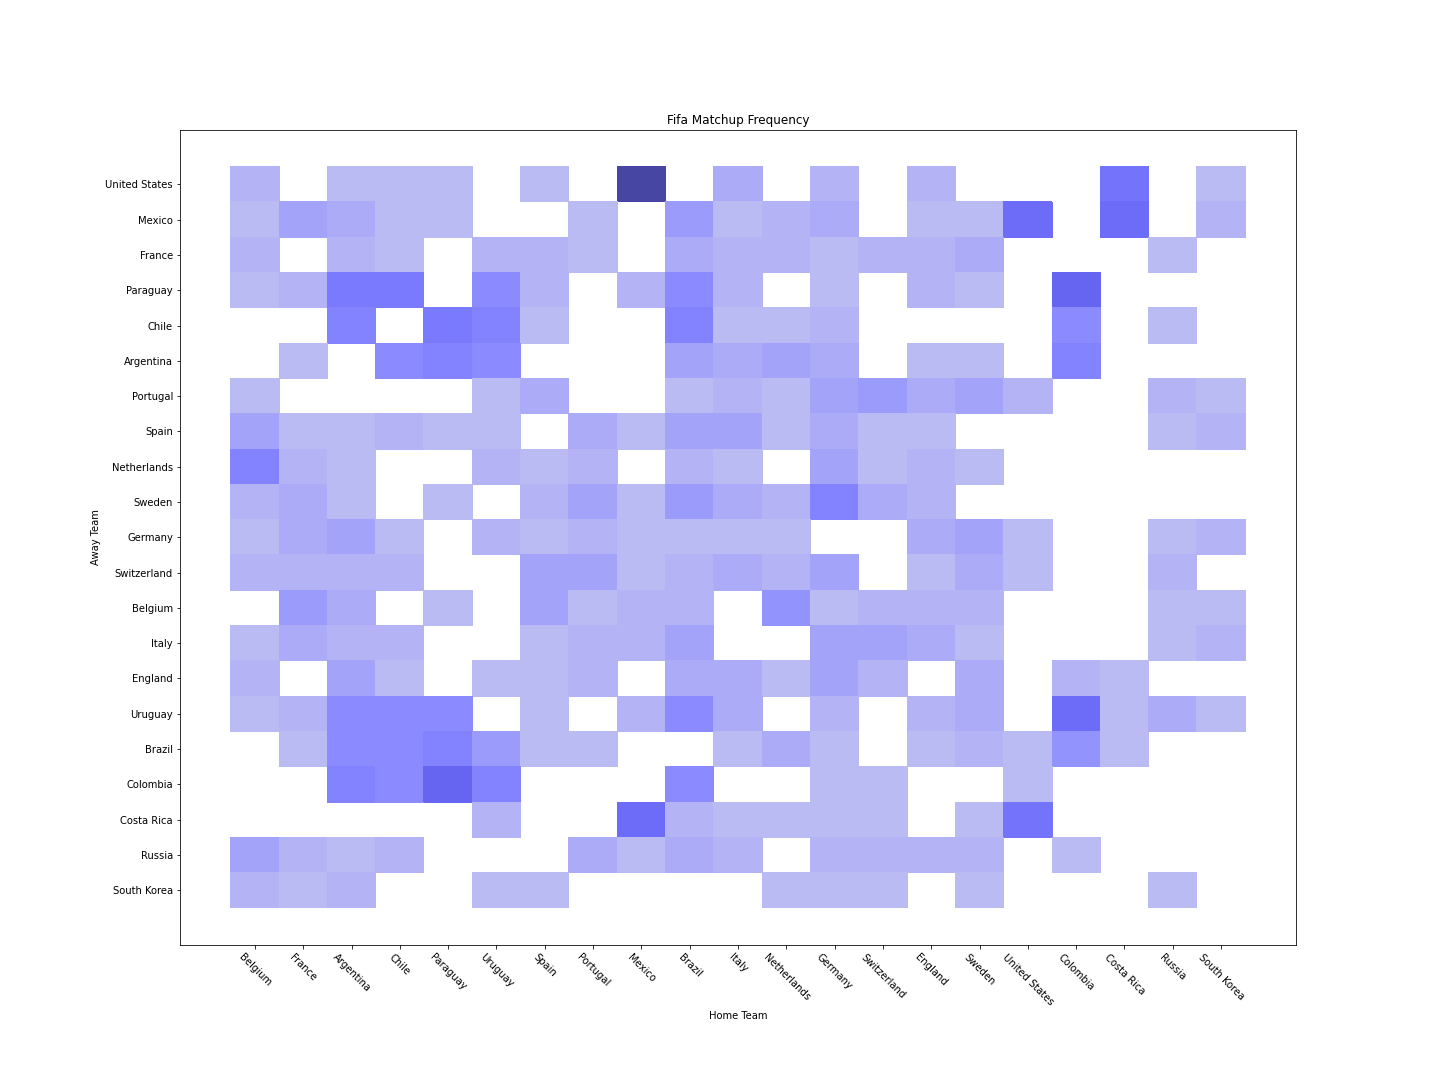 Fifa Matchup Frequency
United States
Mexico
France
Paraguay
Chile
Argentina
Portugal
Spain
Netherlands
Sweden
Germany
Switzerland
Belgium
Italy
England
Uruguay
Brazil
Colombia
Costa Rica
Russia
South Korea
Away Team
Belgium
France
Argentina
Chile
Paraguay
Uruguay
Spain
Portugal
Mexico
Brazil
Italy
Netherlands
Germany
Switzerland
England
Sweden
United States
Colombia
Costa Rica
Russia
South Korea
Home Team